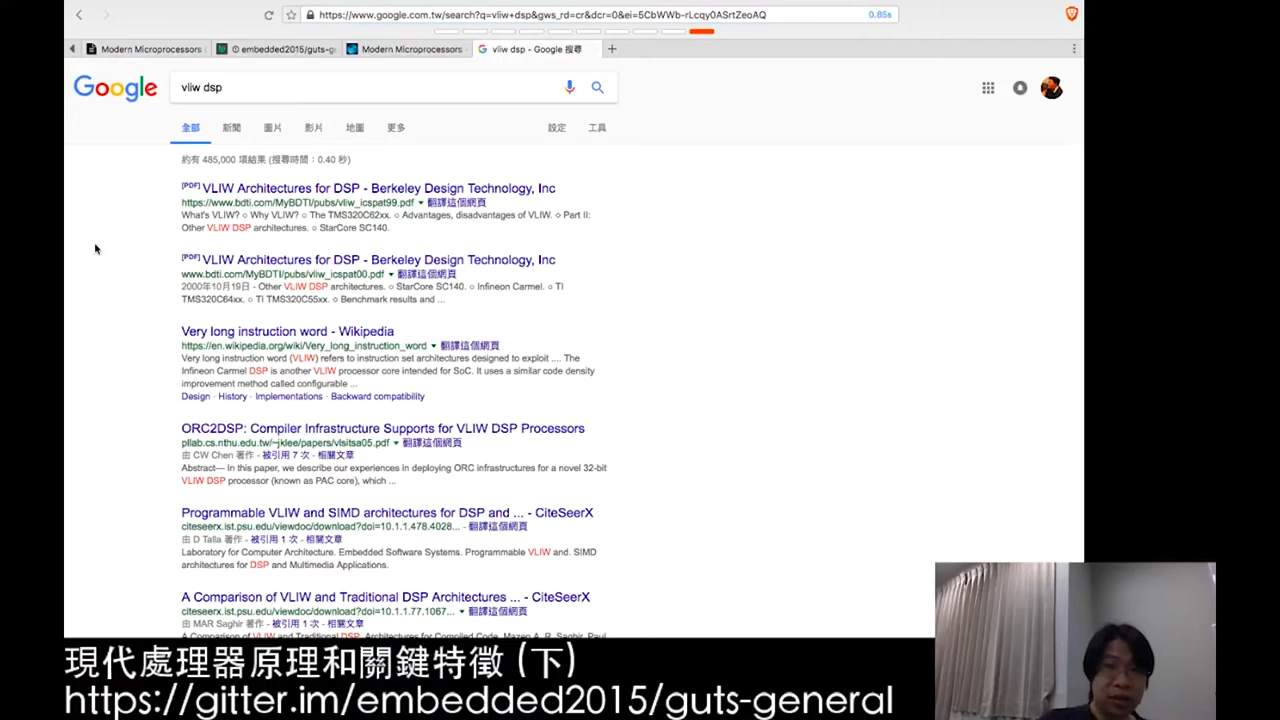 https://www.google.com.tw/search?q=vliw+dsp&gws_rd=cr&dcr=0&ei=5CbWWb-rLcqy0ASrtZeoAQ
0.85s
Modern Microprocessors
embedded2015/guts-g
Modern Microprocessors
vliw dsp - Google 搜尋
Google
vliw dsp
全部 新聞 圖片 影片 地圖 更多 設定 工具
約有 485,000 項結果 (搜尋時間：0.40 秒)
[PDF] VLIW Architectures for DSP - Berkeley Design Technology, Inc
https://www.bdti.com/MyBDTI/pubs/vliw_icspat99.pdf 翻譯這個網頁
What's VLIW? ○ Why VLIW? ○ The TMS320C62xx. ○ Advantages, disadvantages of VLIW. ◇ Part II:
Other VLIW DSP architectures. ○ StarCore SC140.
[PDF] VLIW Architectures for DSP - Berkeley Design Technology, Inc
www.bdti.com/MyBDTI/pubs/vliw_icspat00.pdf 翻譯這個網頁
2000年10月19日 - Other VLIW DSP architectures. ○ StarCore SC140. ○ Infineon Carmel. ○ TI
TMS320C64xx. ○ TI TMS320C55xx. ◇ Benchmark results and ...
Very long instruction word - Wikipedia
https://en.wikipedia.org/wiki/Very_long_instruction_word 翻譯這個網頁
Very long instruction word (VLIW) refers to instruction set architectures designed to exploit .... The
Infineon Carmel DSP is another VLIW processor core intended for SoC. It uses a similar code density
improvement method called configurable ...
Design · History · Implementations · Backward compatibility
ORC2DSP: Compiler Infrastructure Supports for VLIW DSP Processors
pllab.cs.nthu.edu.tw/~jklee/papers/vlsitsa05.pdf 翻譯這個網頁
由 CW Chen 著作 - 被引用 7 次 - 相關文章
Abstract— In this paper, we describe our experiences in deploying ORC infrastructures for a novel 32-bit
VLIW DSP processor (known as PAC core), which ...
Programmable VLIW and SIMD architectures for DSP and ... - CiteSeerX
citeseerx.ist.psu.edu/viewdoc/download?doi=10.1.1.478.4028... - 翻譯這個網頁
由 D Talla 著作 - 被引用 1 次 - 相關文章
Laboratory for Computer Architecture. Embedded Software Systems. Programmable VLIW and. SIMD
architectures for DSP and Multimedia Applications.
A Comparison of VLIW and Traditional DSP Architectures ... - CiteSeerX
citeseerx.ist.psu.edu/viewdoc/download?doi=10.1.1.77.1067... 翻譯這個網頁
由 MAR Saghir 著作 - 被引用 1 次 - 相關文章
A Comparison of VLIW and Traditional DSP Architectures for Compiled Code. Mazen A. R. Saghir, Paul
現代處理器原理和關鍵特徵 (下)
https://gitter.im/embedded2015/guts-general